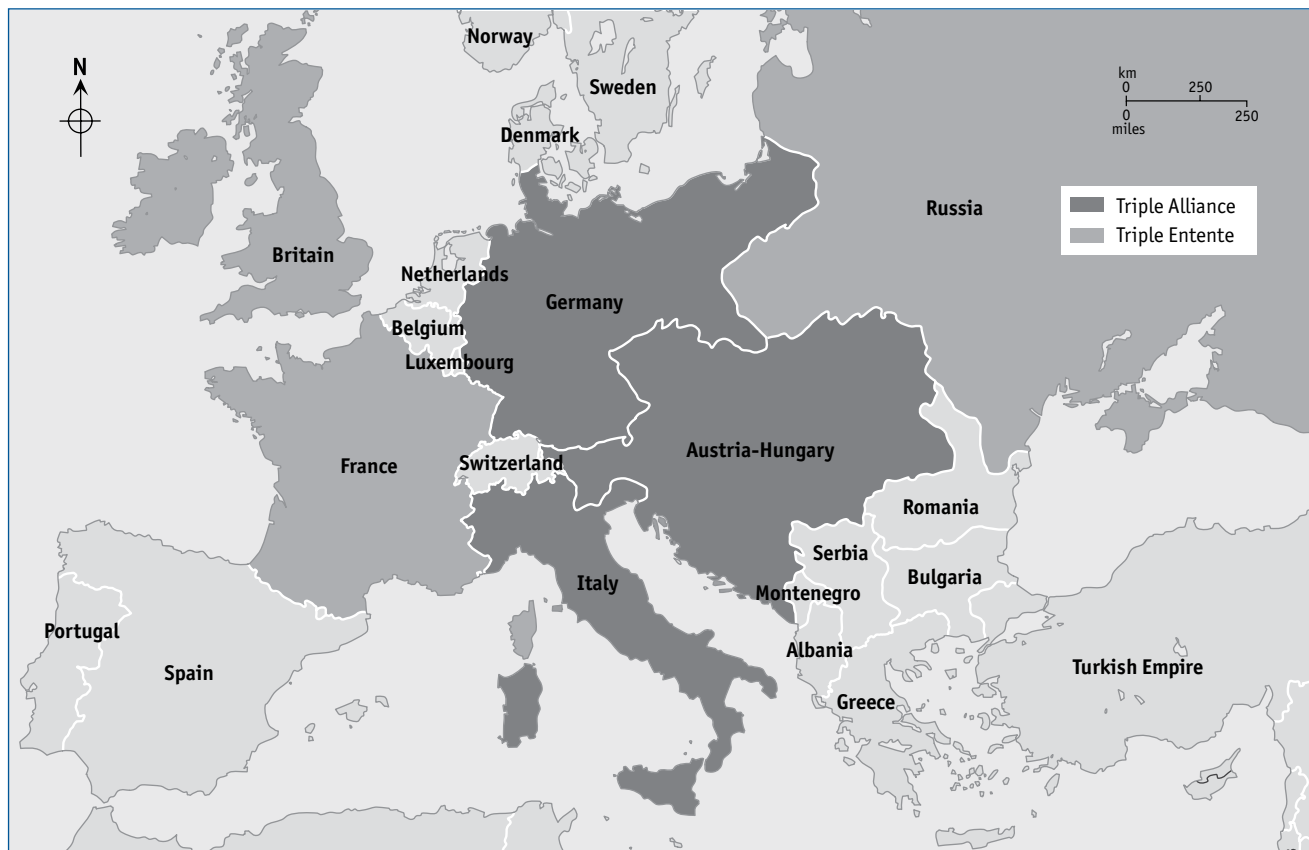 Norway
N
km
0 250
0 250
miles
Sweden
Denmark
Russia
Triple Alliance
Triple Entente
Britain
Netherlands
Germany
Belgium
Luxembourg
Austria-Hungary
Switzerland
France
Romania
Serbia
Bulgaria
Italy
Montenegro
Portugal
Albania
Spain
Turkish Empire
Greece